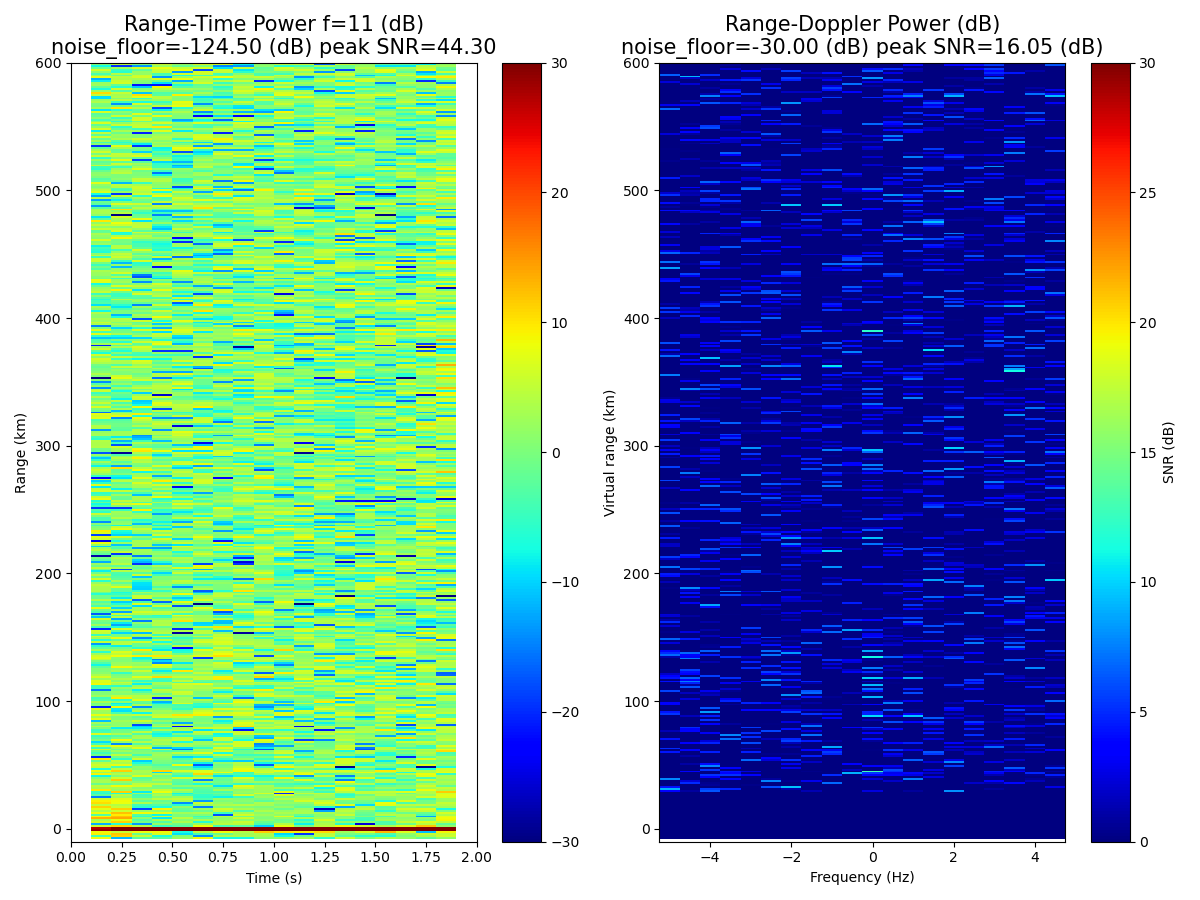 Range-Time Power f=11 (dB)
noise_floor=-124.50 (dB) peak SNR=44.30
Range-Doppler Power (dB)
noise_floor=-30.00 (dB) peak SNR=16.05 (dB)
600
500
400
300
200
100
0
Range (km)
0.00 0.25 0.50 0.75 1.00 1.25 1.50 1.75 2.00
Time (s)
30
20
10
0
−10
−20
−30
600
500
400
300
200
100
0
Virtual range (km)
−4 −2 0 2 4
Frequency (Hz)
30
25
20
15
10
5
0
SNR (dB)